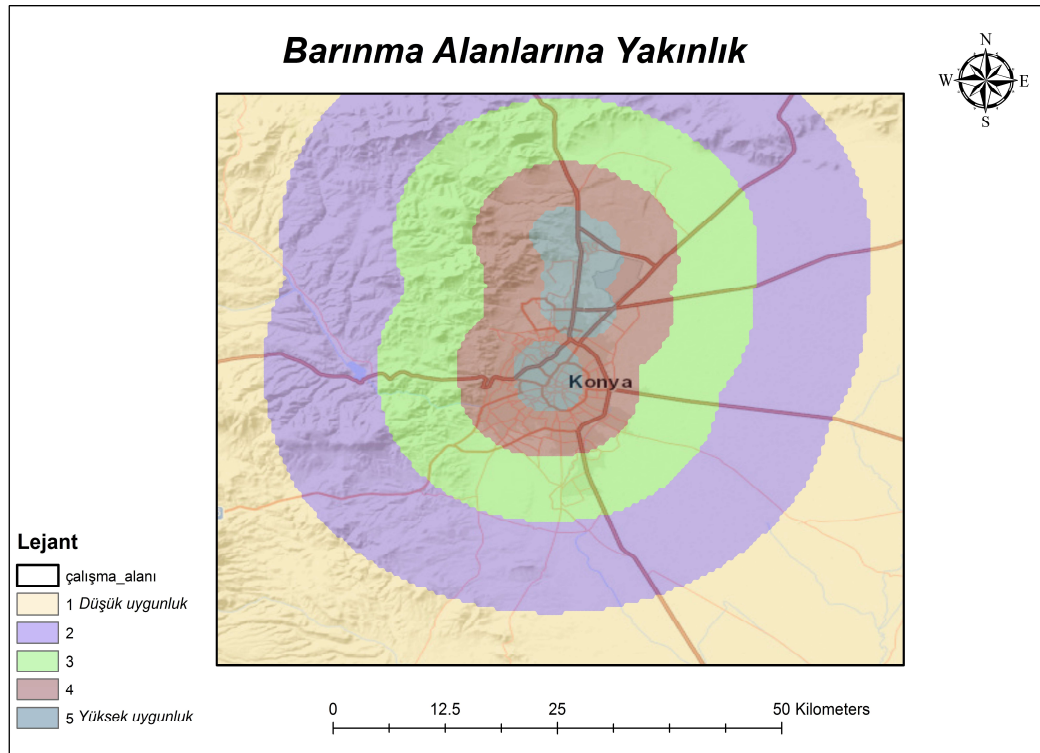 Barınma Alanlarına Yakınlık
N
W E
S
Konya
Lejant
çalışma_alanı
1 Düşük uygunluk
2
3
4
5 Yüksek uygunluk
0 12.5 25 50 Kilometers